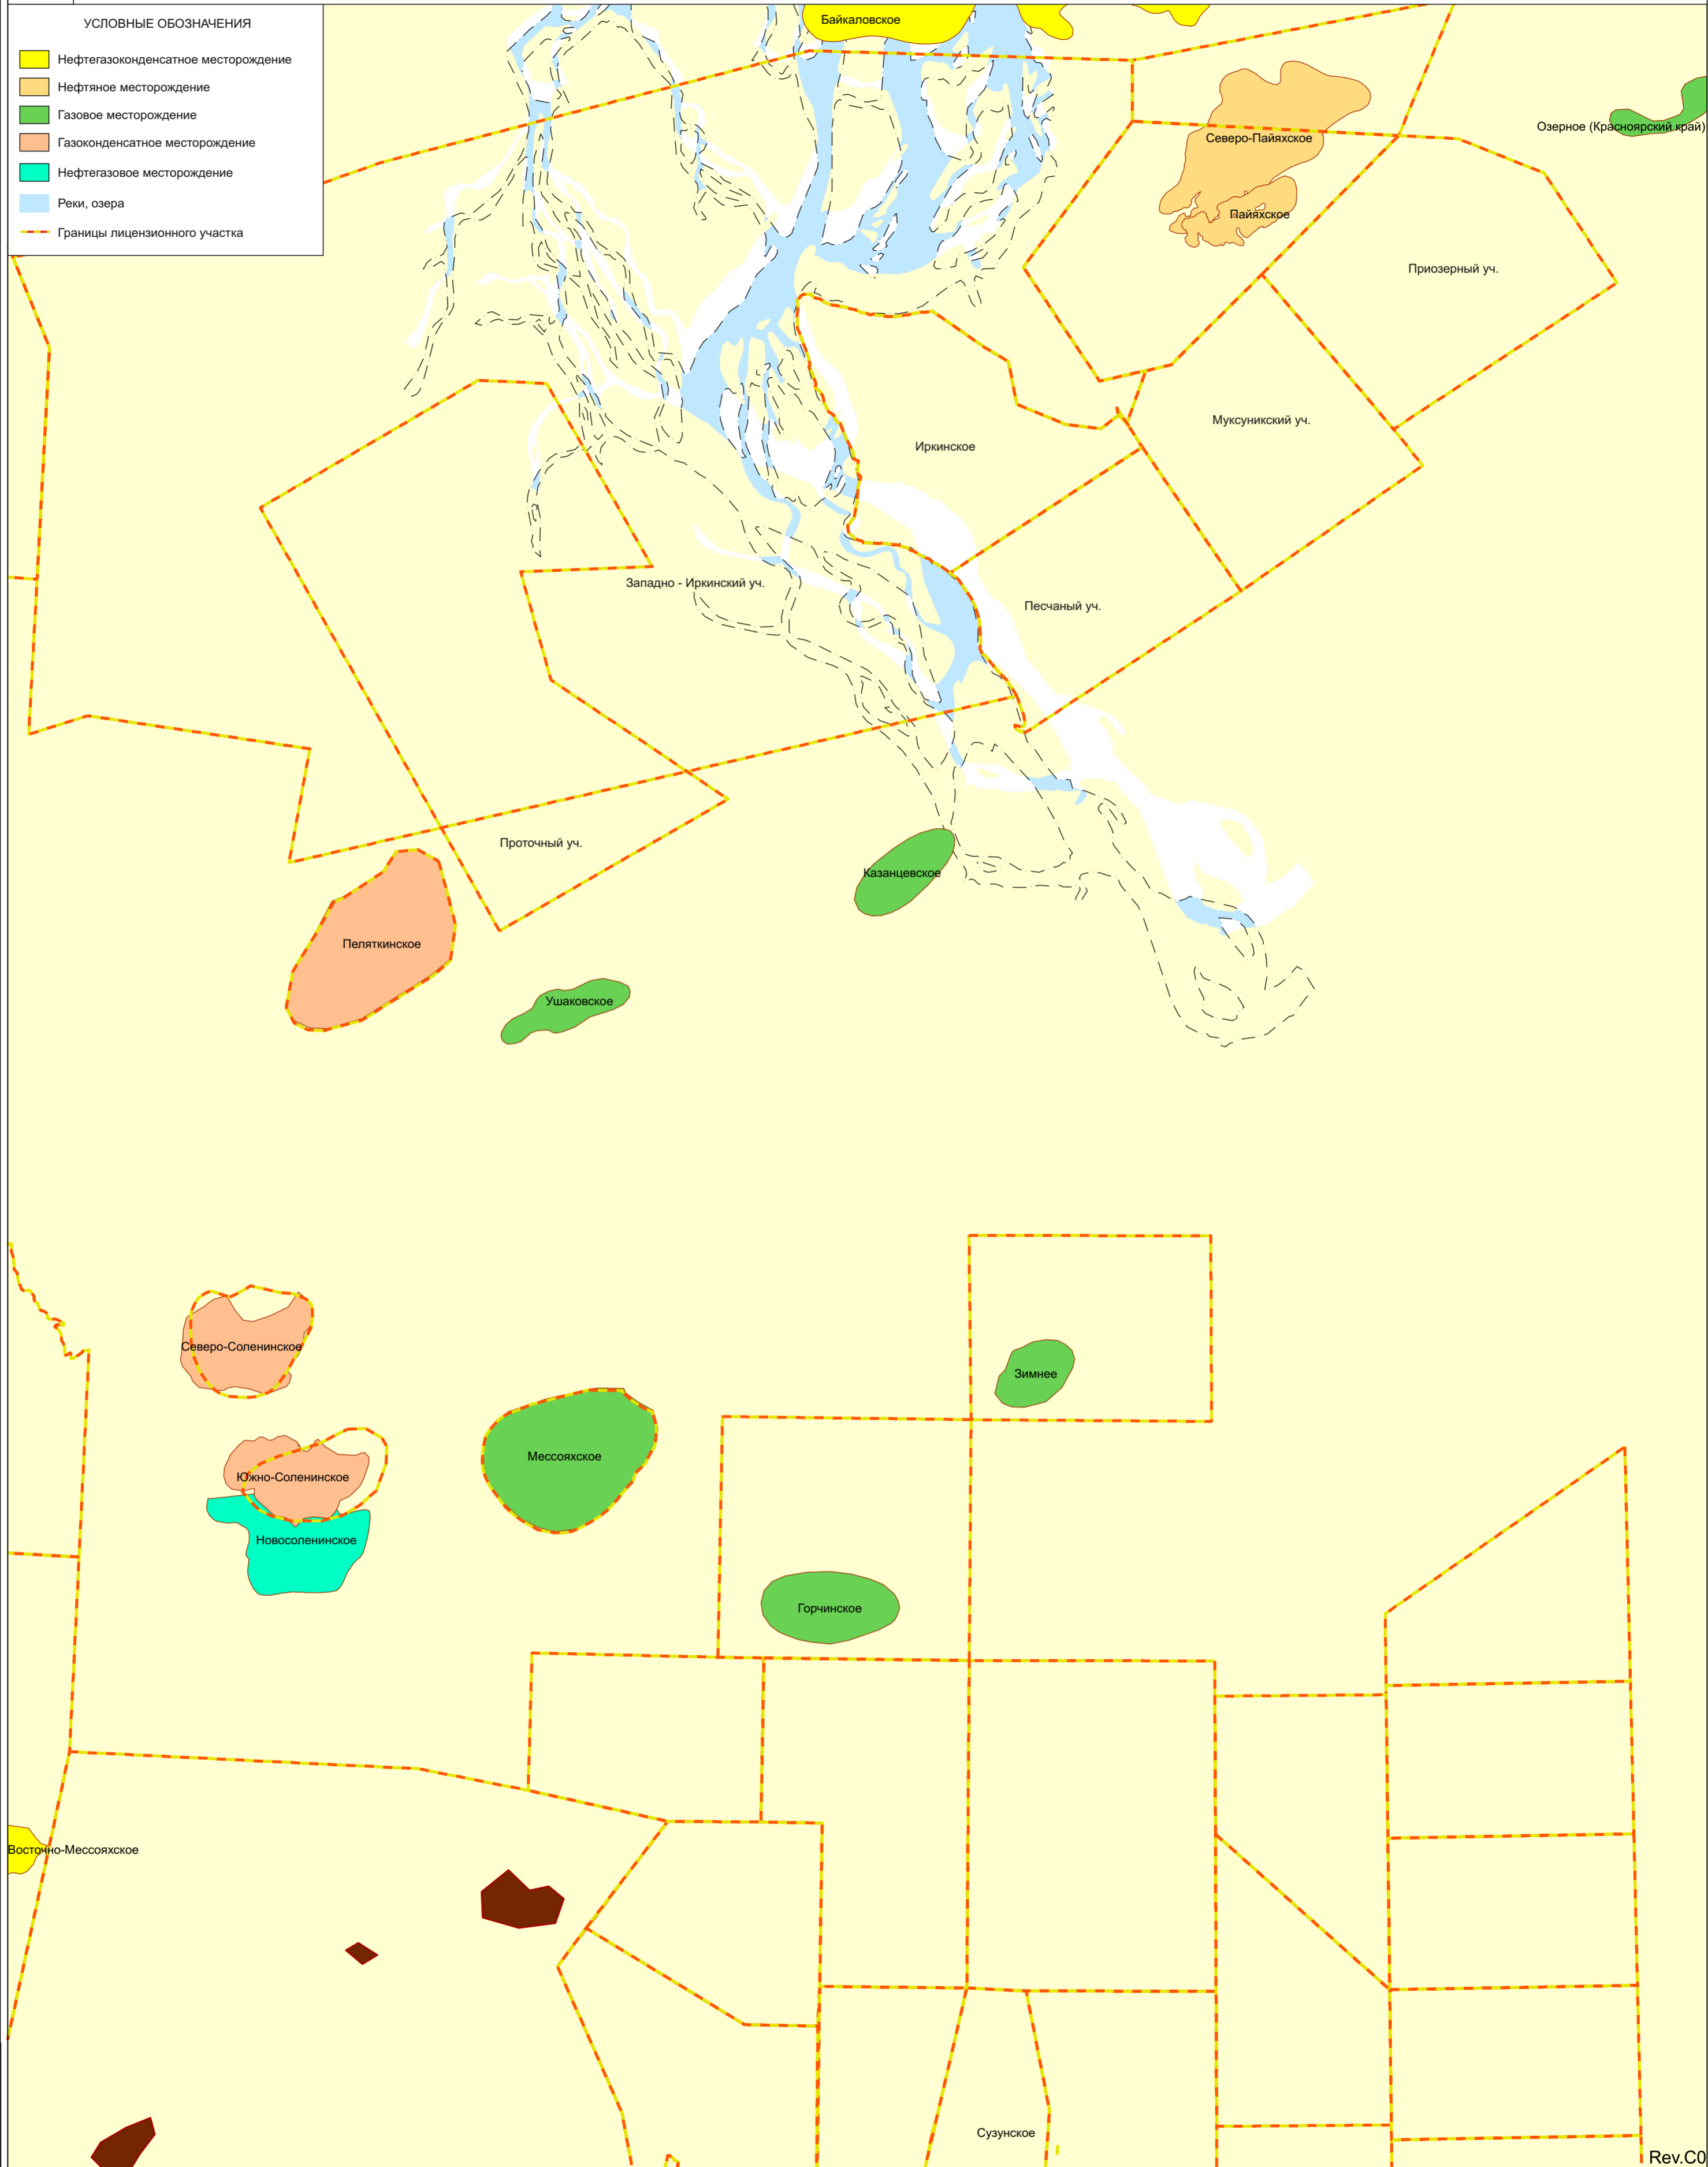 УСЛОВНЫЕ ОБОЗНАЧЕНИЯ
Нефтегазоконденсатное месторождение
Нефтяное месторождение
Газовое месторождение
Газоконденсатное месторождение
Нефтегазовое месторождение
Реки, озера
Границы лицензионного участка
Байкаловское
Озерное (Красноярский край)
Северо-Пайяхское
Пайяхское
Приозерный уч.
Муксуникский уч.
Иркинское
Западно - Иркинский уч.
Песчаный уч.
Проточный уч.
Казанцевское
Пеляткинское
Ушаковское
Северо-Соленинское
Зимнее
Мессояхское
Южно-Соленинское
Новосоленинское
Горчинское
Восточно-Мессояхское
Сузунское
Rev.C0